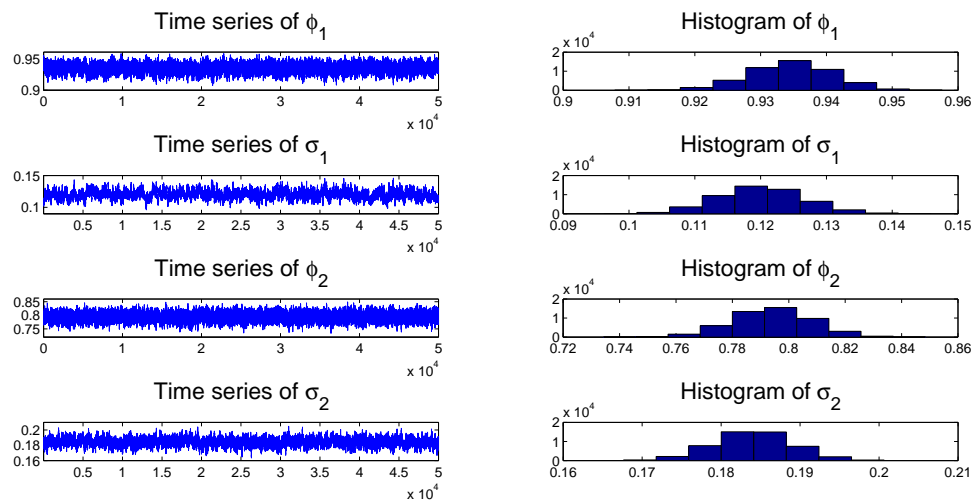 Time series of ϕ1
0.95
0.9
0 1 2 3 4 5
x 10^4
Histogram of ϕ1
x 10^4
2
1
0
0.9 0.91 0.92 0.93 0.94 0.95 0.96
Time series of σ1
0.15
0.1
0.5 1 1.5 2 2.5 3 3.5 4 4.5 5
x 10^4
Histogram of σ1
x 10^4
2
1
0
0.09 0.1 0.11 0.12 0.13 0.14 0.15
Time series of ϕ2
0.85
0.8
0.75
0 1 2 3 4 5
x 10^4
Histogram of ϕ2
x 10^4
2
1
0
0.72 0.74 0.76 0.78 0.8 0.82 0.84 0.86
Time series of σ2
0.2
0.18
0.16
0.5 1 1.5 2 2.5 3 3.5 4 4.5 5
x 10^4
Histogram of σ2
x 10^4
2
1
0
0.16 0.17 0.18 0.19 0.2 0.21